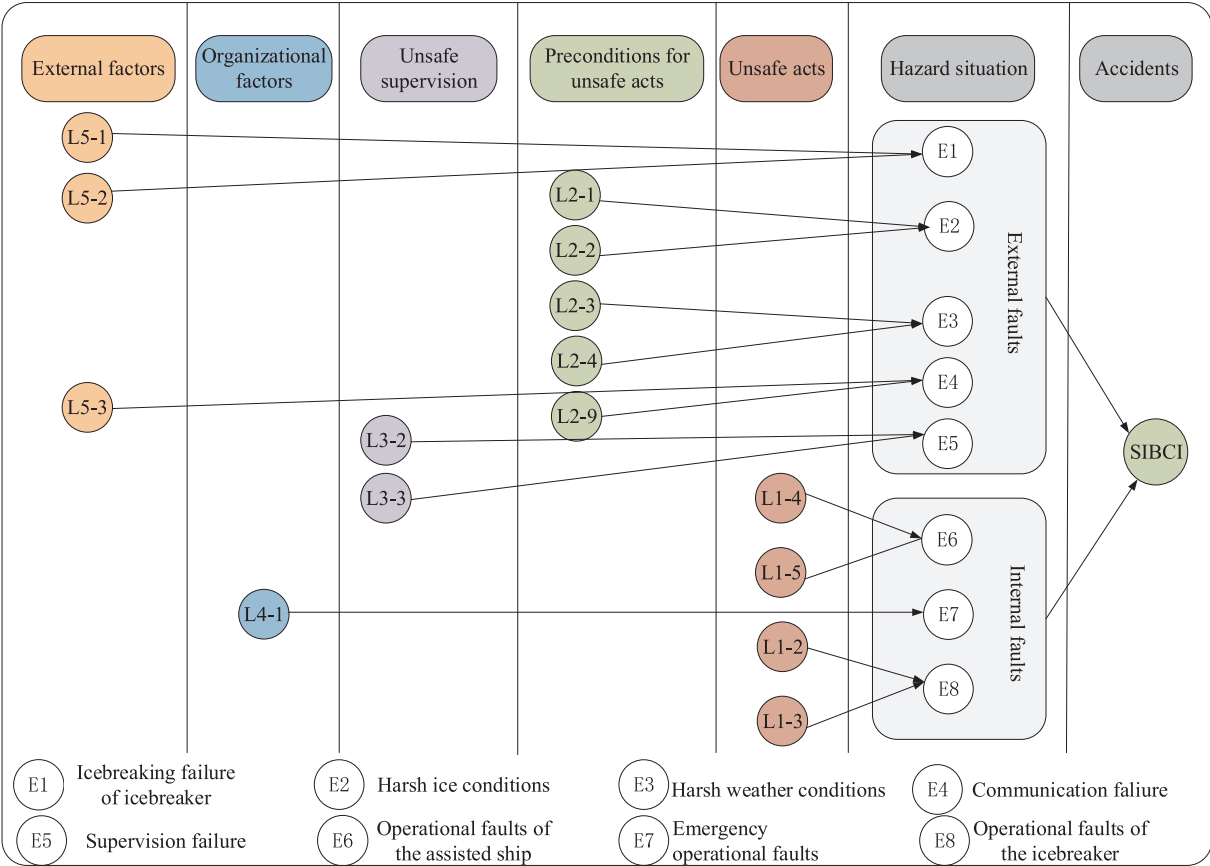 External factors
Organizational
factors
Unsafe
supervision
Preconditions for
unsafe acts
Unsafe acts
Hazard situation
Accidents
L5-1
L5-2
L5-3
L4-1
L3-2
L3-3
L2-1
L2-2
L2-3
L2-4
L2-9
L1-4
L1-5
L1-2
L1-3
E1
E2
E3
E4
E5
External faults
E6
E7
E8
Internal faults
SIBCI
E1 Icebreaking failure
of icebreaker
E2 Harsh ice conditions
E3 Harsh weather conditions
E4 Communication faliure
E5 Supervision failure
E6 Operational faults of
the assisted ship
E7 Emergency
operational faults
E8 Operational faults of
the icebreaker